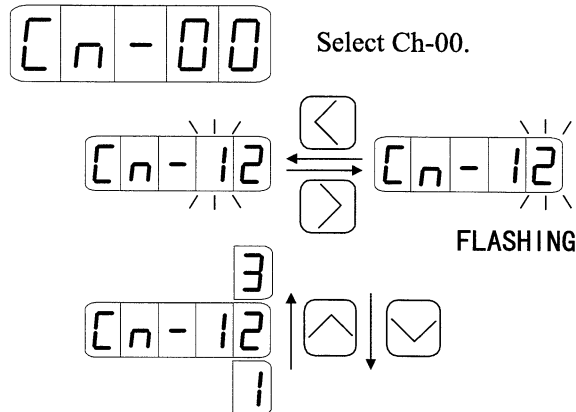 Cn-00 Select Ch-00.
Cn-12 Cn-12
FLASHING
3
Cn-12
1